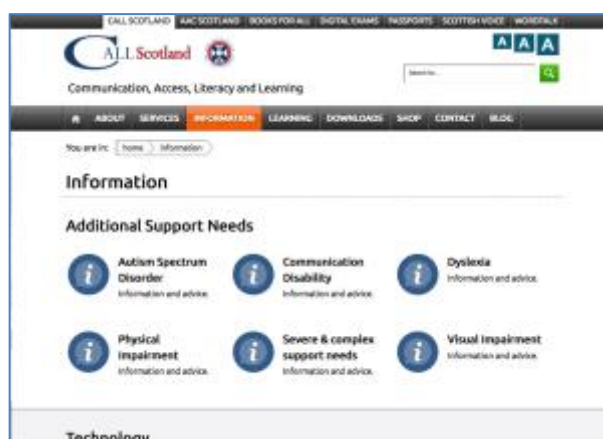 CALL SCOTLAND AAC SCOTLAND BOOKS FOR ALL DIGITAL EXAMS PASSPORTS SCOTTISH VOICE WORDTALK
CALL Scotland
A A A
Communication, Access, Literacy and Learning
ABOUT SERVICES INFORMATION LEARNING DOWNLOADS SHOP CONTACT BLOG
You are in: home Information
Information
Additional Support Needs
Autism Spectrum
Disorder
Information and advice.
Communication
Disability
Information and advice.
Dyslexia
Information and advice.
Physical
Impairment
Information and advice.
Severe & complex
support needs
Information and advice.
Visual Impairment
Information and advice.
Technology